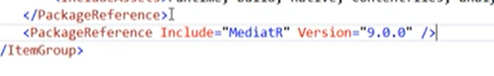 </PackageReference>
<PackageReference Include="MediatR" Version="9.0.0" />
/ItemGroup>